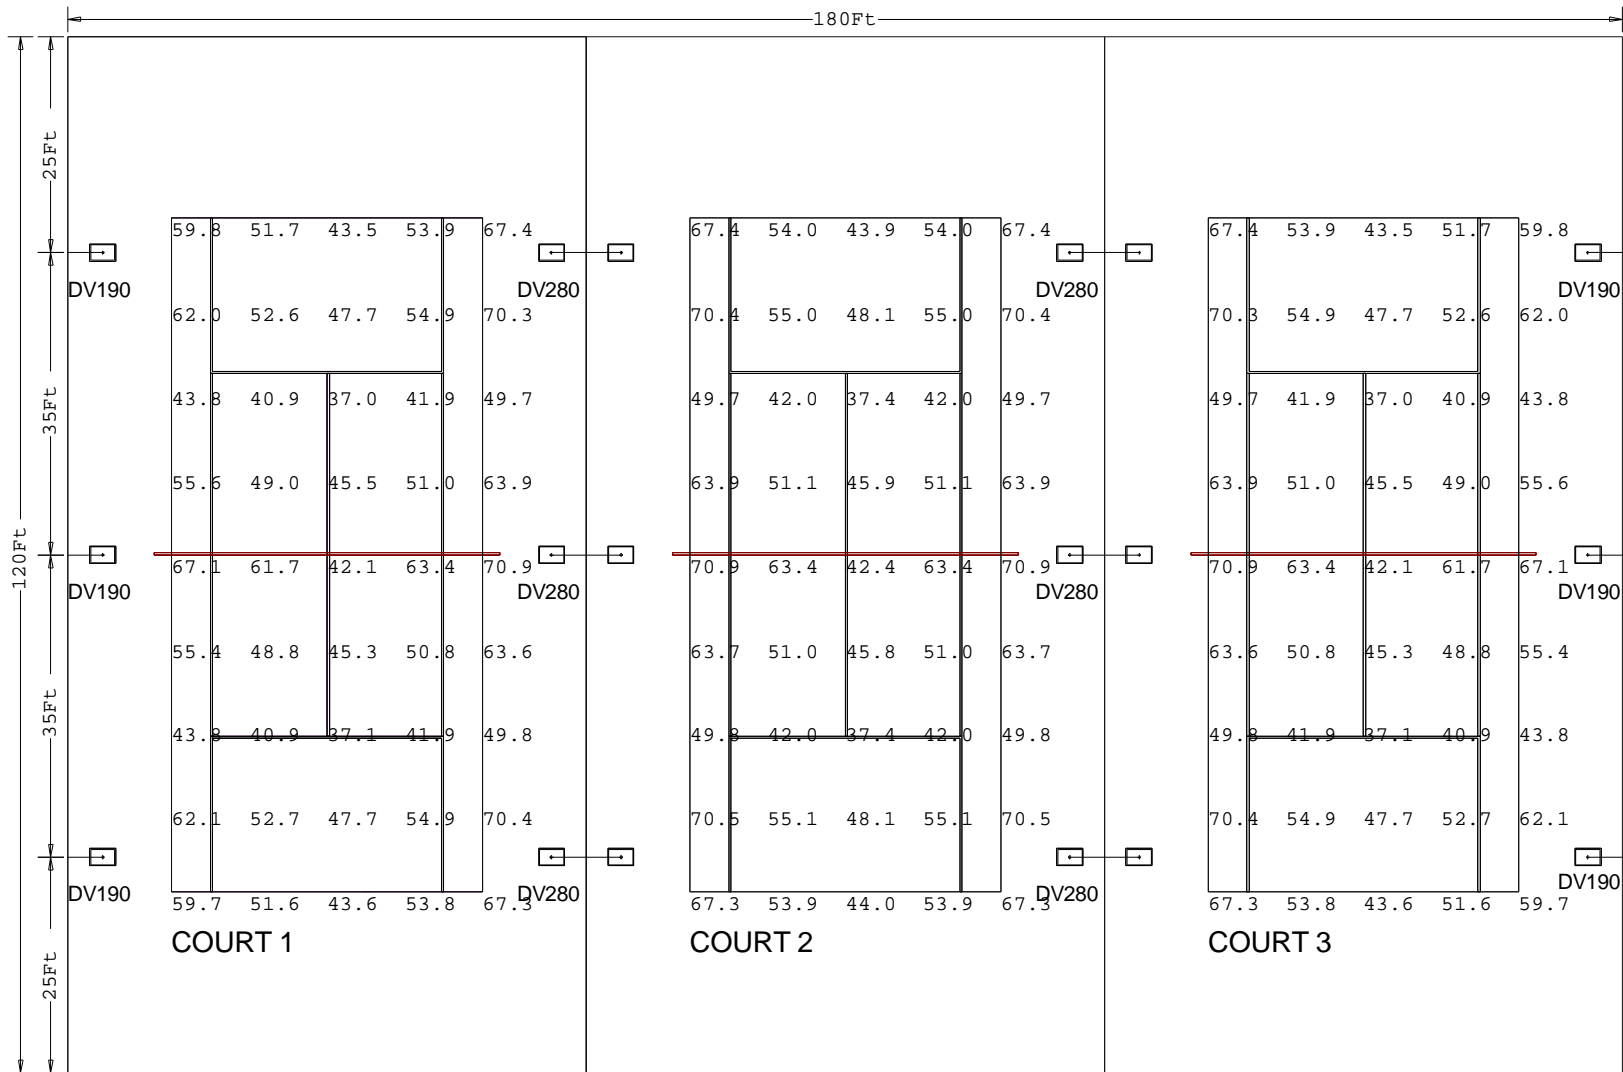 180Ft
25Ft
35Ft
120Ft
35Ft
25Ft
59.8 51.7 43.5 53.9 67.4 67.4 54.0 43.9 54.0 67.4 67.4 53.9 43.5 51.7 59.8
DV190 DV280 DV280 DV190
62.0 52.6 47.7 54.9 70.3 70.4 55.0 48.1 55.0 70.4 70.3 54.9 47.7 52.6 62.0
43.8 40.9 37.0 41.9 49.7 49.7 42.0 37.4 42.0 49.7 49.7 41.9 37.0 40.9 43.8
55.6 49.0 45.5 51.0 63.9 63.9 51.1 45.9 51.1 63.9 63.9 51.0 45.5 49.0 55.6
67.1 61.7 42.1 63.4 70.9 70.9 63.4 42.4 63.4 70.9 70.9 63.4 42.1 61.7 67.1
DV190 DV280 DV280 DV190
55.4 48.8 45.3 50.8 63.6 63.7 51.0 45.8 51.0 63.7 63.6 50.8 45.3 48.8 55.4
43.8 40.9 37.1 41.9 49.8 49.8 42.0 37.4 42.0 49.8 49.8 41.9 37.1 40.9 43.8
62.1 52.7 47.7 54.9 70.4 70.5 55.1 48.1 55.1 70.5 70.4 54.9 47.7 52.7 62.1
DV190 DV280 DV280 DV190
59.7 51.6 43.6 53.8 67.3 67.3 53.9 44.0 53.9 67.3 67.3 53.8 43.6 51.6 59.7
COURT 1 COURT 2 COURT 3